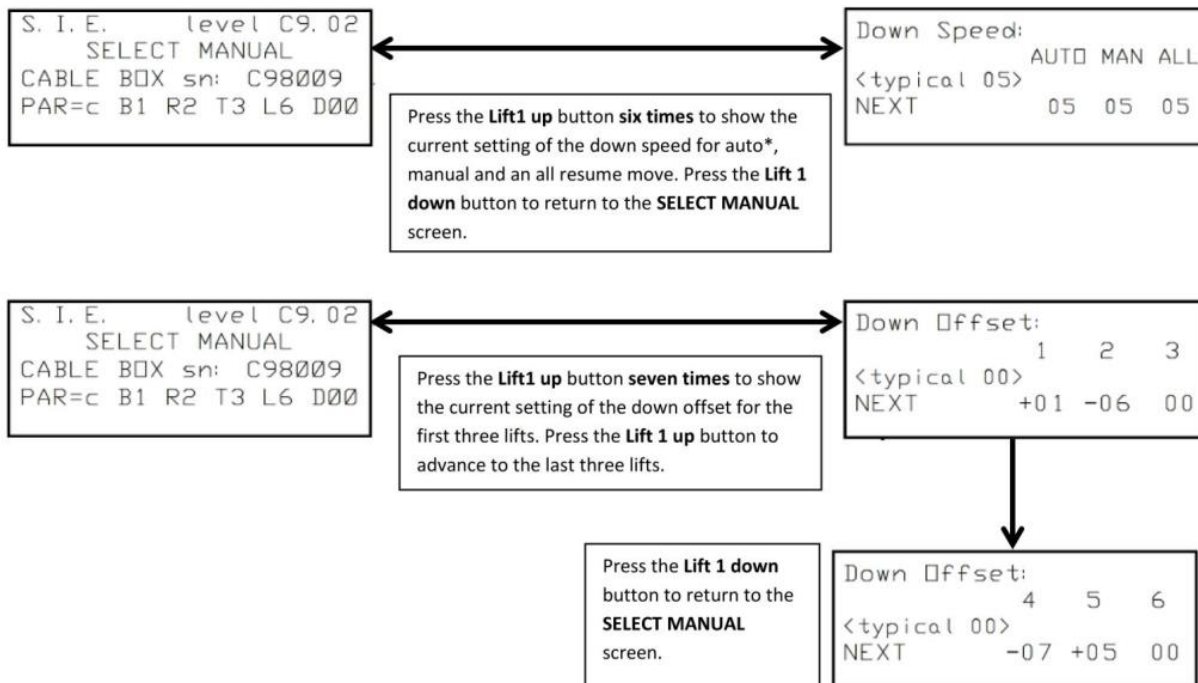 S. I. E. level C9.02
SELECT MANUAL
CABLE BOX sn: C98009
PAR=c B1 R2 T3 L6 D00
Press the Lift1 up button six times to show the
current setting of the down speed for auto*,
manual and an all resume move. Press the Lift 1
down button to return to the SELECT MANUAL
screen.
Down Speed:
AUTO MAN ALL
<typical 05>
NEXT 05 05 05
S. I. E. level C9.02
SELECT MANUAL
CABLE BOX sn: C98009
PAR=c B1 R2 T3 L6 D00
Press the Lift1 up button seven times to show
the current setting of the down offset for the
first three lifts. Press the Lift 1 up button to
advance to the last three lifts.
Down Offset:
1 2 3
<typical 00>
NEXT +01 -06 00
Press the Lift 1 down
button to return to the
SELECT MANUAL
screen.
Down Offset:
4 5 6
<typical 00>
NEXT -07 +05 00